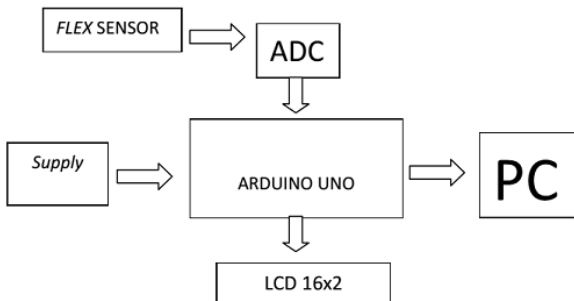 FLEX SENSOR
ADC
Supply
ARDUINO UNO
PC
LCD 16x2